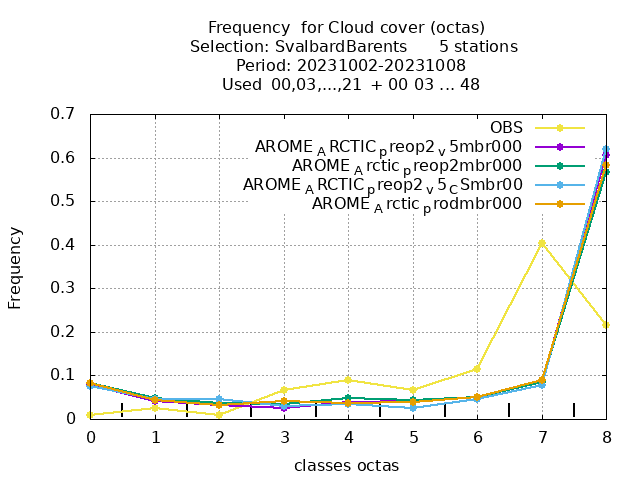 Frequency  for Cloud cover (octas)
Selection: SvalbardBarents      5 stations
Period: 20231002-20231008
Used  00,03,...,21  + 00 03 ... 48
0.7
0.6
0.5
0.4
0.3
0.2
0.1
0
Frequency
OBS
AROME_ARCTIC_preop2_v5mbr000
AROME_Arctic_preop2mbr000
AROME_ARCTIC_preop2_v5_CSmbr00
AROME_Arctic_prodmbr000
0 1 2 3 4 5 6 7 8
classes octas